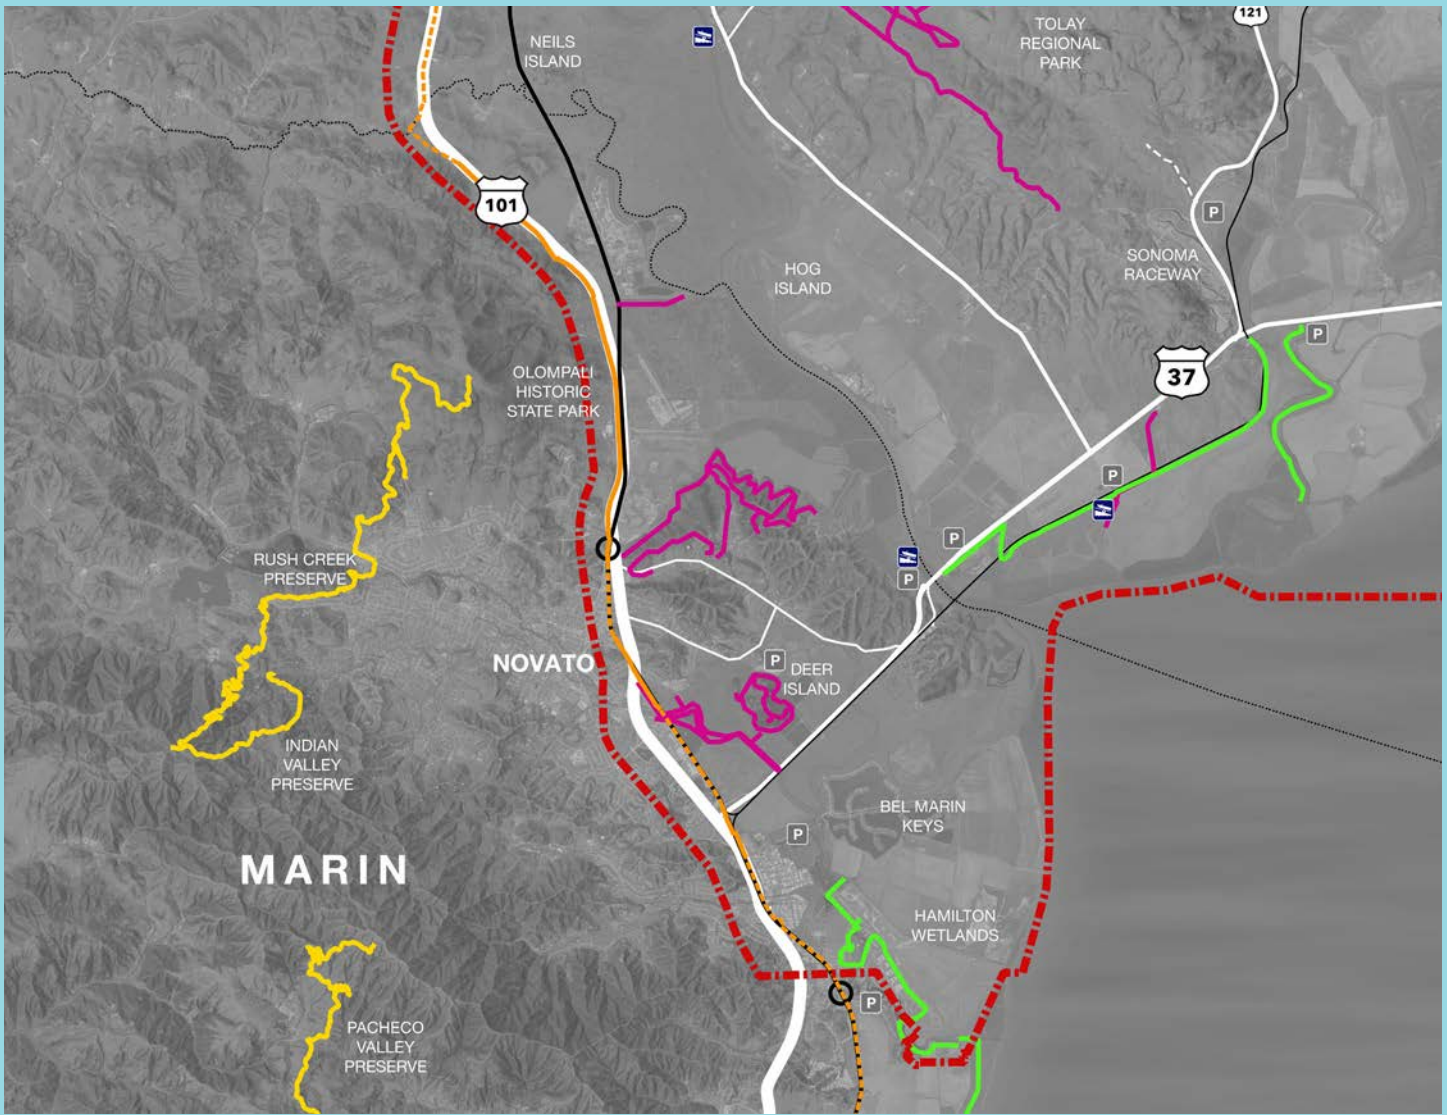 121
TOLAY
REGIONAL
PARK
NEILS
ISLAND
101
P
SONOMA
RACEWAY
HOG
ISLAND
P
37
OLOMPALI
HISTORIC
STATE PARK
P
P
RUSH CREEK
PRESERVE
P
NOVATO
P
DEER
ISLAND
INDIAN
VALLEY
PRESERVE
BEL MARIN
KEYS
P
MARIN
HAMILTON
WETLANDS
P
PACHECO
VALLEY
PRESERVE